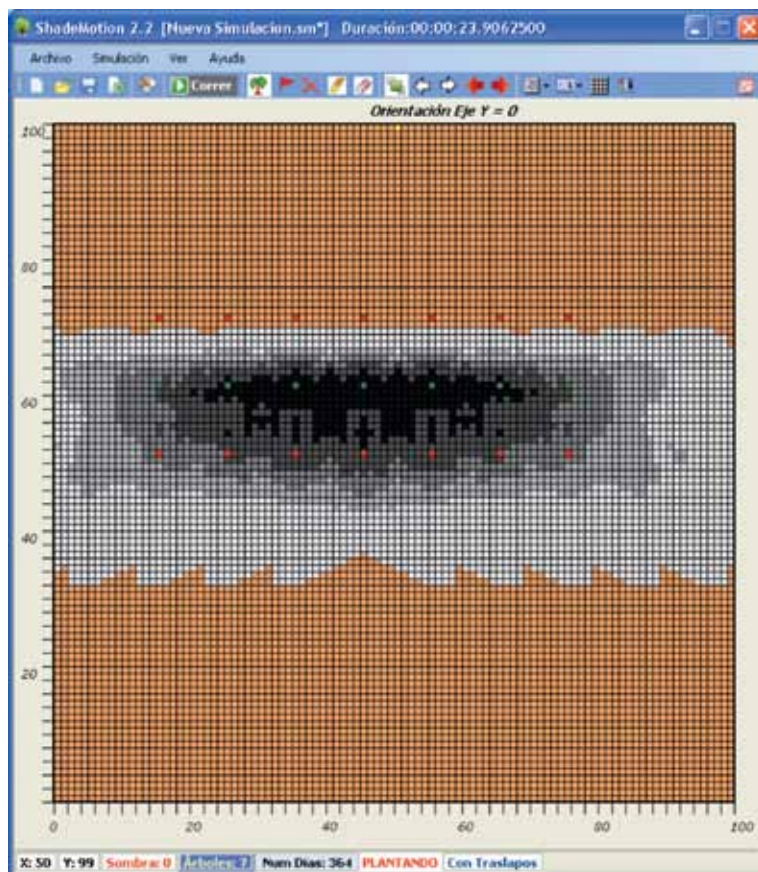 ShadeMotion 2.2 [Nueva Simulacion.sm*] Duración:00:00:23.9062500
Archivo Simulación Ver Ayuda
Correr
Orientación Eje Y = 0
100
80
60
40
20
0 20 40 60 80 100
X: 50 Y: 99 Sombra: 0 Arboles: 7 Num Dias: 364 PLANTANDO Con Traslapos